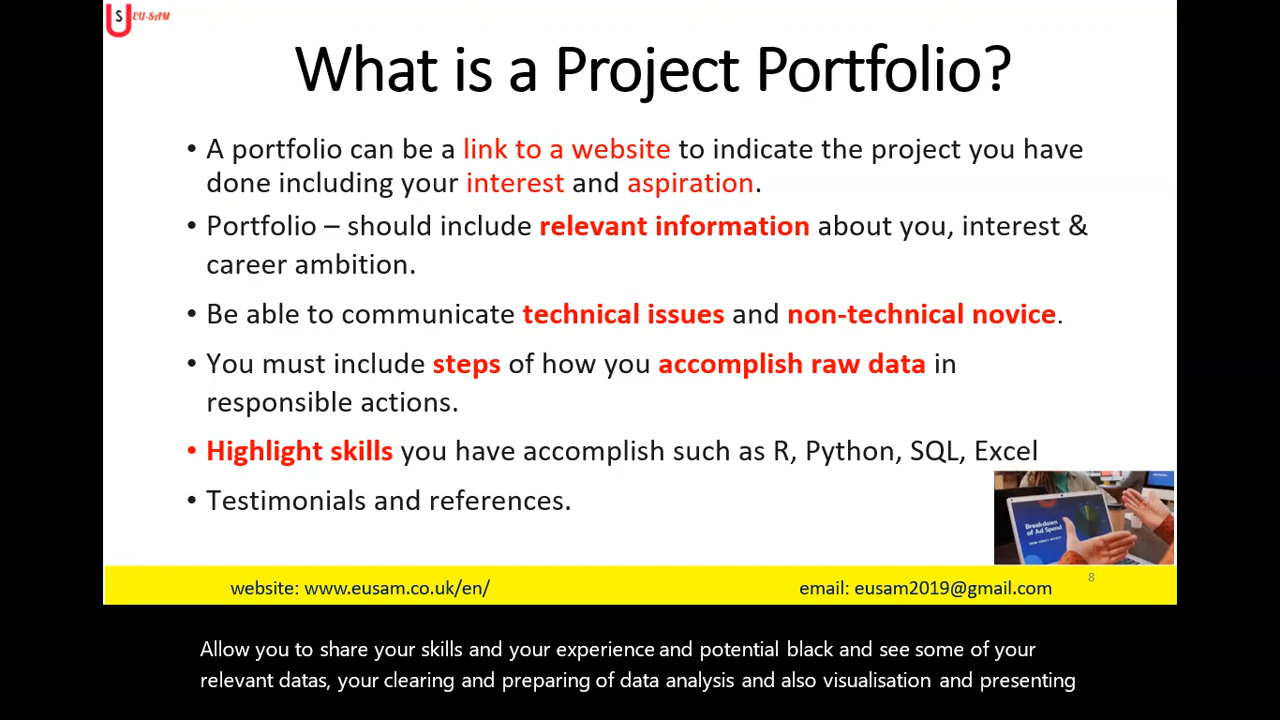 S EU-SAM
What is a Project Portfolio?
• A portfolio can be a link to a website to indicate the project you have
done including your interest and aspiration.
• Portfolio – should include relevant information about you, interest &
career ambition.
• Be able to communicate technical issues and non-technical novice.
• You must include steps of how you accomplish raw data in
responsible actions.
• Highlight skills you have accomplish such as R, Python, SQL, Excel
• Testimonials and references.
Breakdown
of Ad Spend
8
website: www.eusam.co.uk/en/ email: eusam2019@gmail.com
Allow you to share your skills and your experience and potential black and see some of your
relevant datas, your clearing and preparing of data analysis and also visualisation and presenting